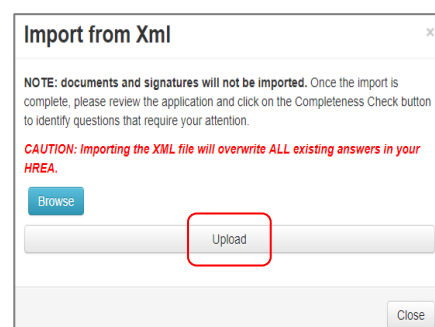 Import from Xml ×
NOTE: documents and signatures will not be imported. Once the import is
complete, please review the application and click on the Completeness Check button
to identify questions that require your attention.
CAUTION: Importing the XML file will overwrite ALL existing answers in your
HREA.
Browse
Upload
Close